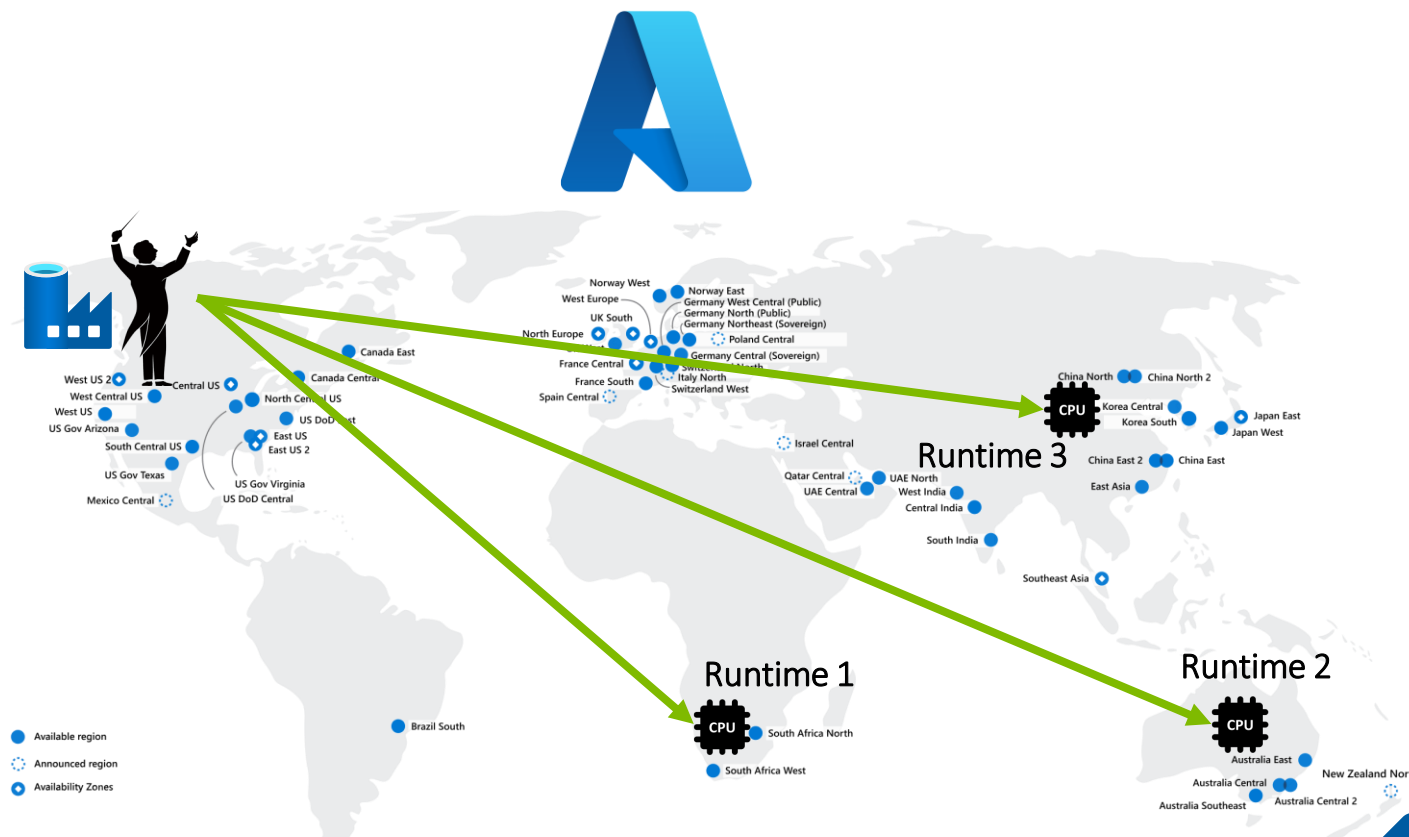 Norway West
Norway East
West Europe
Germany West Central (Public)
Germany North (Public)
UK South
Germany Northeast (Sovereign)
North Europe
Poland Central
Canada East
Germany Central (Sovereign)
France Central
Switzerland North
Italy North
West US 2
Central US
Canada Central
France South
Switzerland West
China North
China North 2
West Central US
North Central US
Spain Central
CPU
Korea Central
West US
US DoD East
Korea South
Japan East
US Gov Arizona
East US
Japan West
South Central US
East US 2
Israel Central
Runtime 3
China East 2
China East
US Gov Texas
US Gov Virginia
Qatar Central
UAE North
East Asia
Mexico Central
US DoD Central
UAE Central
West India
Central India
South India
Southeast Asia
Runtime 1
Runtime 2
Brazil South
CPU
South Africa North
CPU
Available region
Announced region
Availability Zones
South Africa West
Australia East
New Zealand Nor
Australia Central
Australia Central 2
Australia Southeast